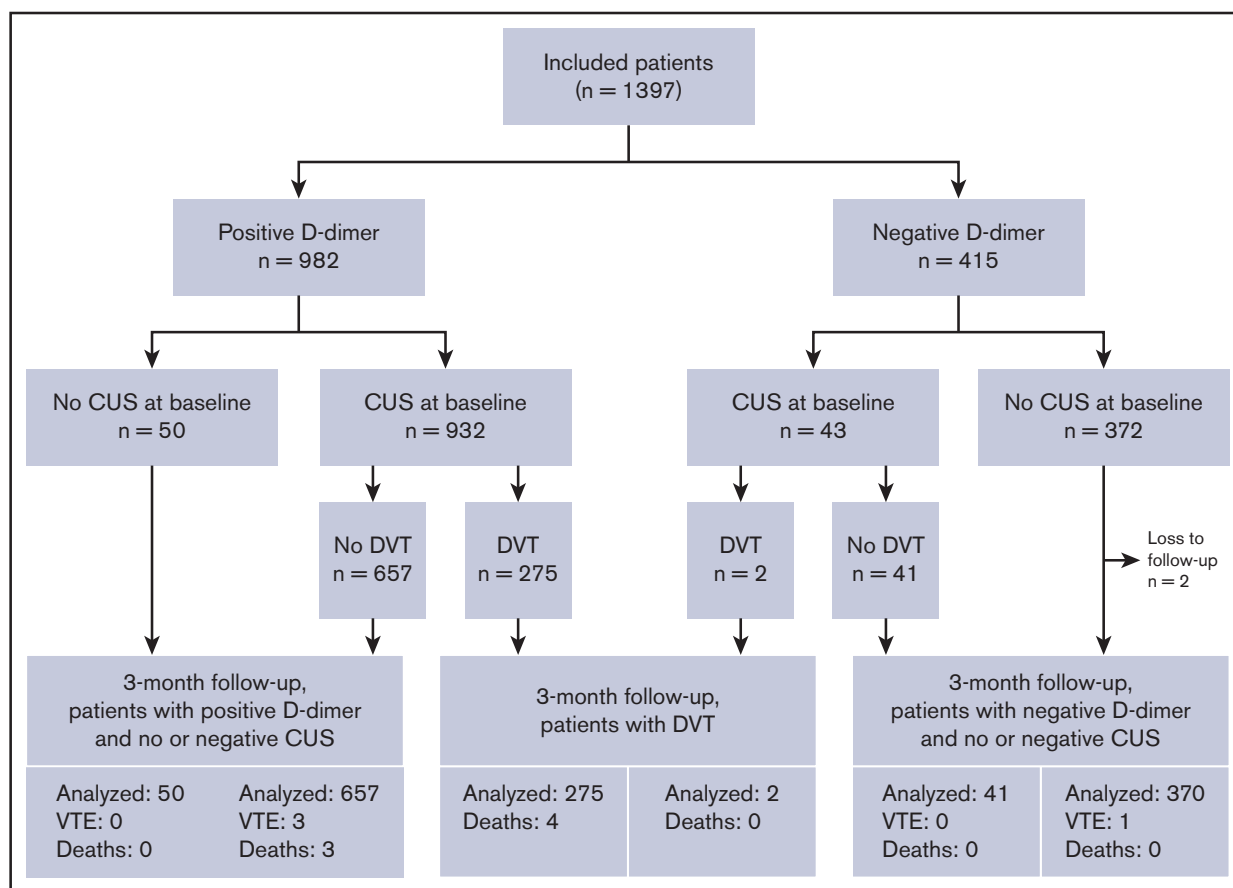 Included patients
(n = 1397)
Positive D-dimer
n = 982
Negative D-dimer
n = 415
No CUS at baseline
n = 50
CUS at baseline
n = 932
CUS at baseline
n = 43
No CUS at baseline
n = 372
No DVT
n = 657
DVT
n = 275
DVT
n = 2
No DVT
n = 41
Loss to
follow-up
n = 2
3-month follow-up,
patients with positive D-dimer
and no or negative CUS
3-month follow-up,
patients with DVT
3-month follow-up,
patients with negative D-dimer
and no or negative CUS
Analyzed: 50
VTE: 0
Deaths: 0
Analyzed: 657
VTE: 3
Deaths: 3
Analyzed: 275
Deaths: 4
Analyzed: 2
Deaths: 0
Analyzed: 41
VTE: 0
Deaths: 0
Analyzed: 370
VTE: 1
Deaths: 0